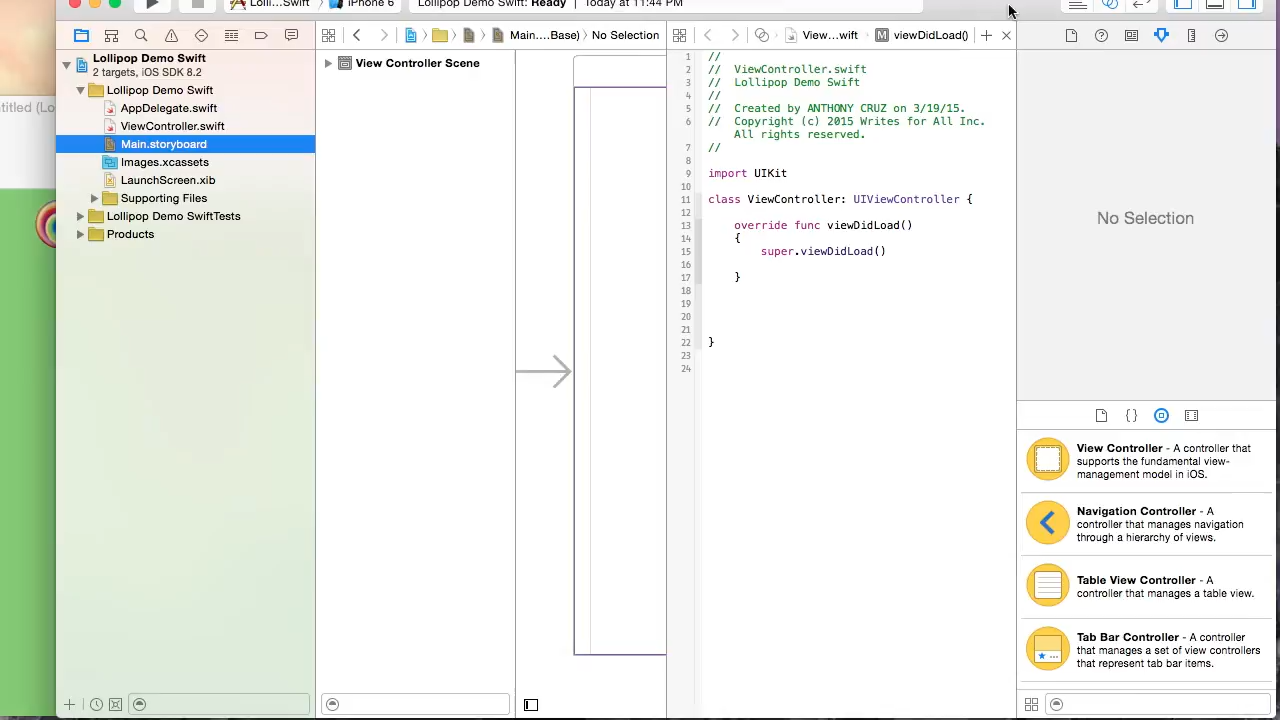 Lolli...Swift
iPhone 6
Lollipop Demo Swift: Ready
Today at 11:44 PM
Main....Base)
No Selection
View...wift
viewDidLoad()
ntitled (Lo
Lollipop Demo Swift
2 targets, iOS SDK 8.2
Lollipop Demo Swift
AppDelegate.swift
ViewController.swift
Main.storyboard
Images.xcassets
LaunchScreen.xib
Supporting Files
Lollipop Demo SwiftTests
Products
View Controller Scene
1 //
2 // ViewController.swift
3 // Lollipop Demo Swift
4 //
5 // Created by ANTHONY CRUZ on 3/19/15.
6 // Copyright (c) 2015 Writes for All Inc.
All rights reserved.
7 //
8
9 import UIKit
10
11 class ViewController: UIViewController {
12
13 override func viewDidLoad()
14 {
15 super.viewDidLoad()
16
17 }
18
19
20
21
22 }
23
24
No Selection
View Controller - A controller that
supports the fundamental view-
management model in iOS.
Navigation Controller - A
controller that manages navigation
through a hierarchy of views.
Table View Controller - A
controller that manages a table view.
Tab Bar Controller - A controller
that manages a set of view controllers
that represent tab bar items.